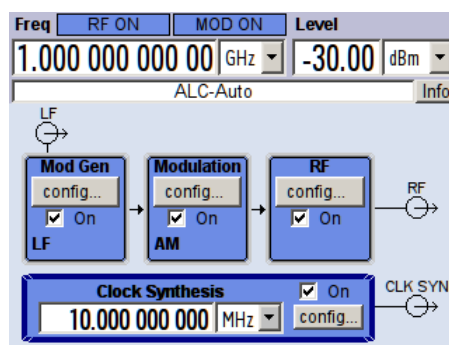 Freq RF ON MOD ON Level
1.000 000 000 00 GHz -30.00 dBm
ALC-Auto Info
LF
Mod Gen Modulation RF
config... config... config... RF
On On On
LF AM
Clock Synthesis On CLK SYN
10.000 000 000 MHz config...